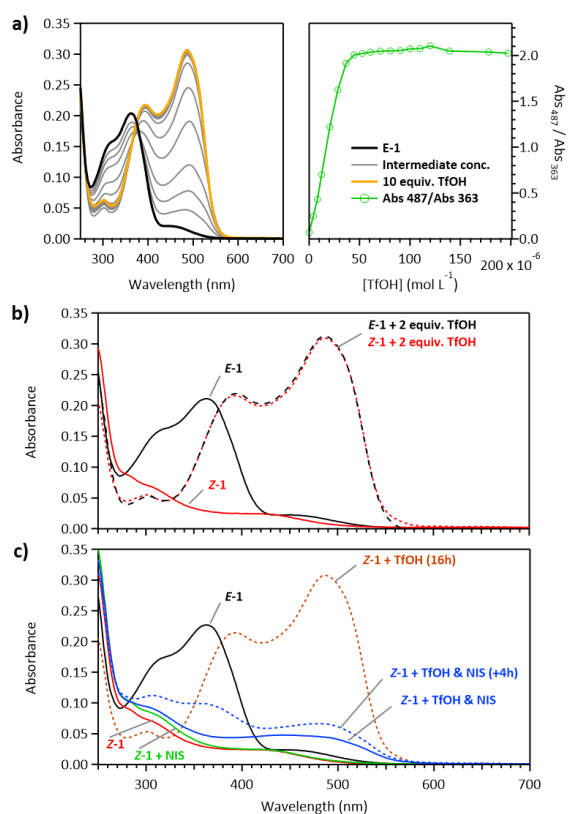 a)
0.35
0.30
0.25
0.20
0.15
0.10
0.05
0.00
Absorbance
300 400 500 600 700
Wavelength (nm)
E-1
Intermediate conc.
10 equiv. TfOH
Abs 487/Abs 363
2.0
1.5
1.0
0.5
0.0
Abs487 / Abs363
0 50 100 150 200 x 10-6
[TfOH] (mol L-1)
b)
0.35
0.30
0.25
0.20
0.15
0.10
0.05
0.00
Absorbance
E-1 + 2 equiv. TfOH
Z-1 + 2 equiv. TfOH
E-1
Z-1
c)
0.35
0.30
0.25
0.20
0.15
0.10
0.05
0.00
Absorbance
Z-1 + TfOH (16h)
E-1
Z-1 + TfOH & NIS (+4h)
Z-1 + TfOH & NIS
Z-1
Z-1 + NIS
300 400 500 600 700
Wavelength (nm)